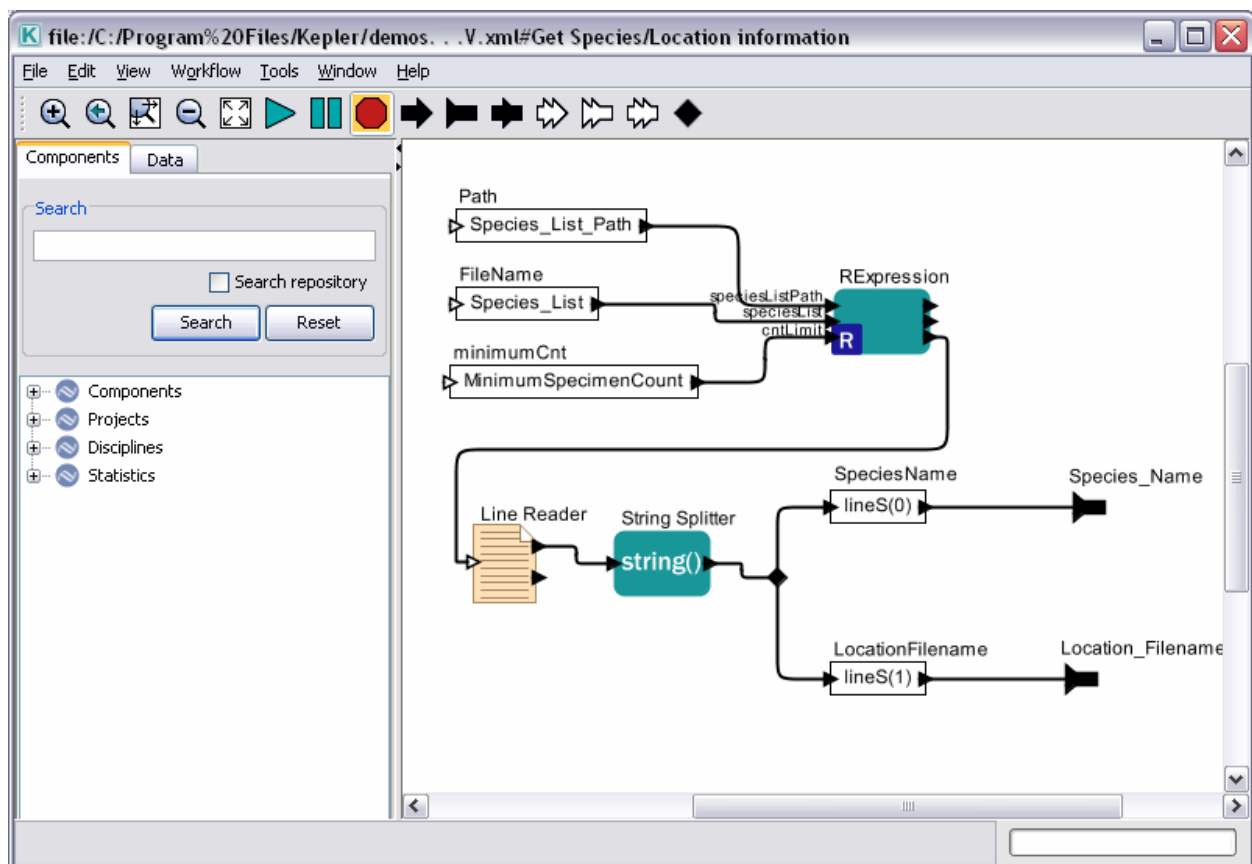 file:/C:/Program%20Files/Kepler/demos. . .V.xml#Get Species/Location information
File Edit View Workflow Tools Window Help
Components Data
Search
Search repository
Search Reset
Components
Projects
Disciplines
Statistics
Path
Species_List_Path
FileName
Species_List
minimumCnt
MinimumSpecimenCount
RExpression
speciesListPath
speciesList
cntLimit
R
Line Reader
String Splitter
string()
SpeciesName
lineS(0)
Species_Name
LocationFilename
lineS(1)
Location_Filename